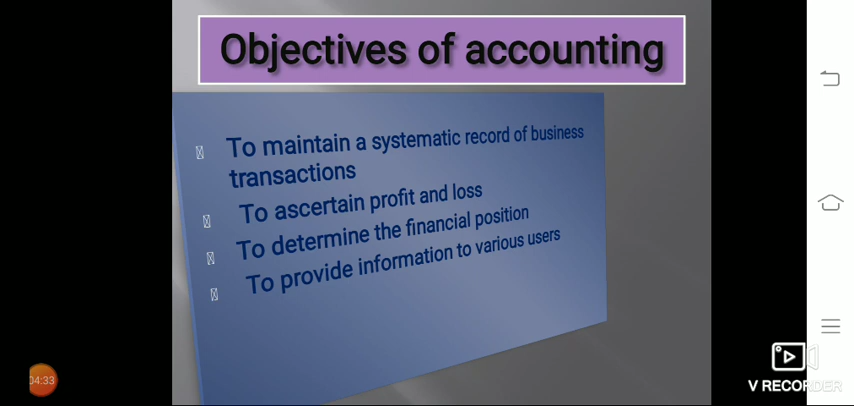 Objectives of accounting
To maintain a systematic record of business
transactions
To ascertain profit and loss
To determine the financial position
To provide information to various users
04:33
V RECORDER